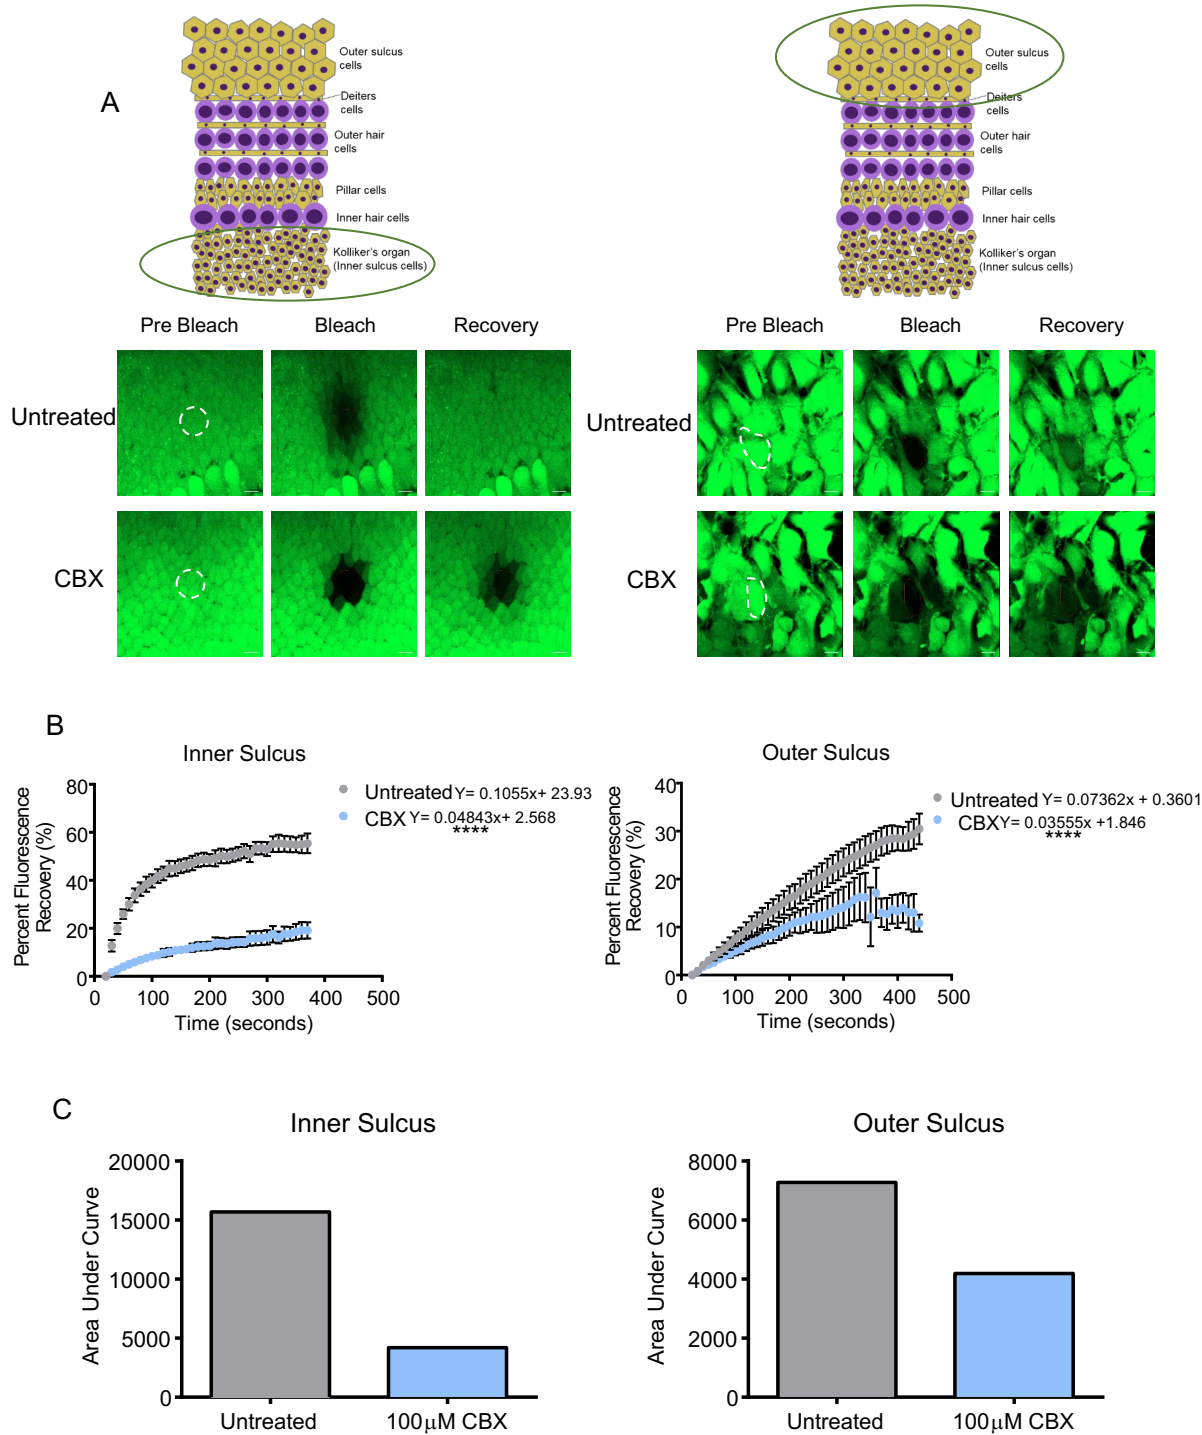 A
Outer sulcus
cells
Deiters
cells
Outer hair
cells
Pillar cells
Inner hair cells
Kolliker's organ
(Inner sulcus cells)
Outer sulcus
cells
Deiters
cells
Outer hair
cells
Pillar cells
Inner hair cells
Kolliker's organ
(Inner sulcus cells)
Pre Bleach Bleach Recovery
Untreated
CBX
Pre Bleach Bleach Recovery
Untreated
CBX
B
Inner Sulcus
Percent Fluorescence
Recovery (%)
80
60
40
20
0
0 100 200 300 400 500
Time (seconds)
Untreated Y= 0.1055x+ 23.93
CBX Y= 0.04843x+ 2.568
****
Outer Sulcus
Percent Fluorescence
Recovery (%)
40
30
20
10
0
0 100 200 300 400 500
Time (seconds)
Untreated Y= 0.07362x + 0.3601
CBX Y= 0.03555x +1.846
****
C
Inner Sulcus
Area Under Curve
20000
15000
10000
5000
0
Untreated 100μM CBX
Outer Sulcus
Area Under Curve
8000
6000
4000
2000
0
Untreated 100μM CBX